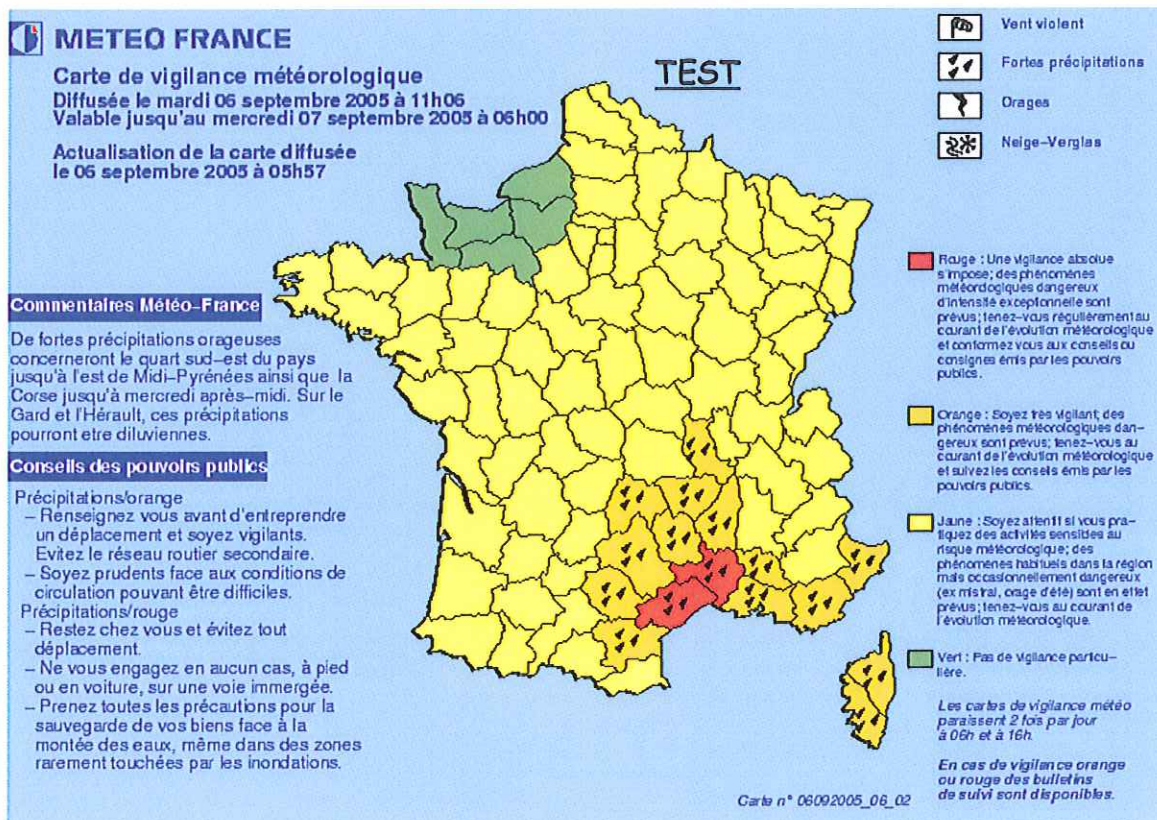 METEO FRANCE
Carte de vigilance météorologique
Diffusée le mardi 06 septembre 2005 à 11h06
Valable jusqu'au mercredi 07 septembre 2005 à 06h00
Actualisation de la carte diffusée
le 06 septembre 2005 à 05h57
TEST
Vent violent
Fortes précipitations
Orages
Neige-Verglas
Commentaires Météo-France
De fortes précipitations orageuses
concerneront le quart sud-est du pays
jusqu'à l'est de Midi-Pyrénées ainsi que la
Corse jusqu'à mercredi après-midi. Sur le
Gard et l'Hérault, ces précipitations
pourront etre diluviennes.
Conseils des pouvoirs publics
Précipitations/orange
– Renseignez vous avant d'entreprendre
un déplacement et soyez vigilants.
Evitez le réseau routier secondaire.
– Soyez prudents face aux conditions de
circulation pouvant être difficiles.
Précipitations/rouge
– Restez chez vous et évitez tout
déplacement.
– Ne vous engagez en aucun cas, à pied
ou en voiture, sur une voie immergée.
– Prenez toutes les précautions pour la
sauvegarde de vos biens face à la
montée des eaux, même dans des zones
rarement touchées par les inondations.
Rouge : Une vigilance absolue
s'impose; des phénomènes
météorologiques dangereux
d'intensité exceptionnelle sont
prévus; tenez-vous régulièrement au
courant de l'évolution météorologique
et conformez vous aux conseils ou
consignes émis par les pouvoirs
publics.
Orange : Soyez très vigilant; des
phénomènes météorologiques dan-
gereux sont prévus; tenez-vous au
courant de l'évolution météorologique
et suivez les conseils émis par les
pouvoirs publics.
Jaune : Soyez attentif si vous pra-
tiquez des activités sensibles au
risque météorologique; des
phénomènes habituels dans la région
mais occasionnellement dangereux
(ex mistral, orage d'été) sont en effet
prévus; tenez-vous au courant de
l'évolution météorologique.
Vert : Pas de vigilance particu-
lière.
Les cartes de vigilance météo
paraissent 2 fois par jour
à 06h et à 16h.
En cas de vigilance orange
ou rouge des bulletins
de suivi sont disponibles.
Carte n° 06092005_06_02